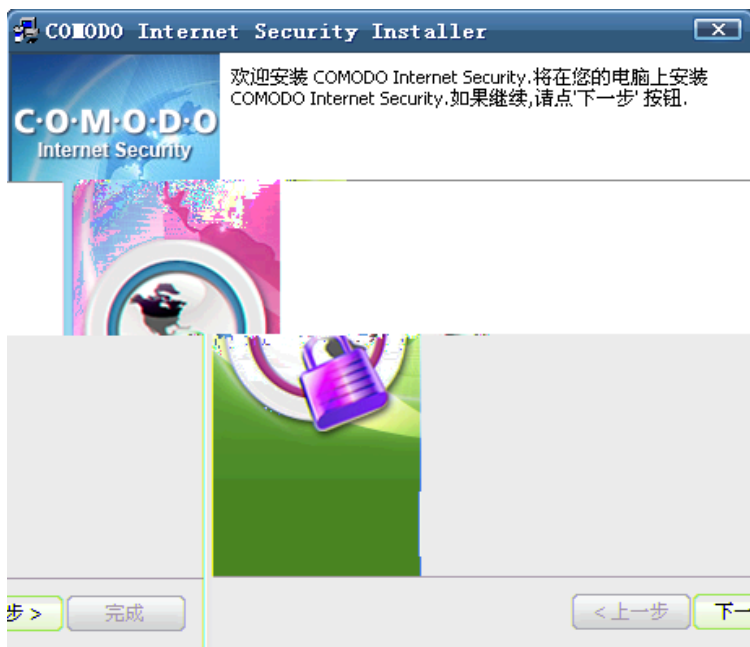 COMODO Internet Security Installer
欢迎安装 COMODO Internet Security.将在您的电脑上安装
COMODO Internet Security.如果继续,请点'下一步' 按钮.
C·O·M·O·D·O
Internet Security
步 >
完成
< 上一步
下一